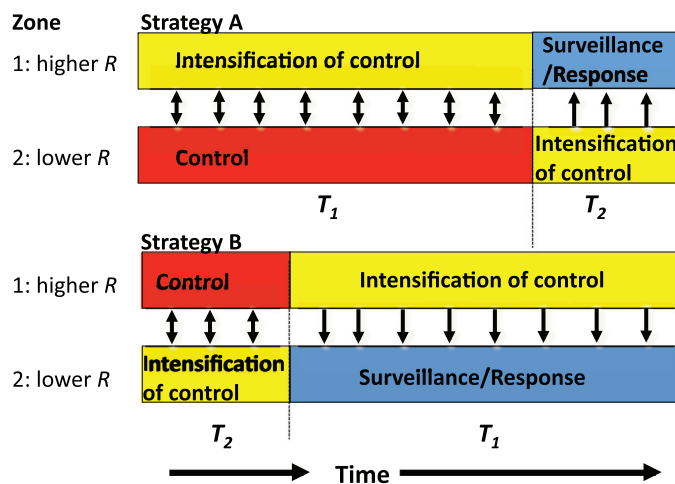 Zone Strategy A
1: higher R Intensification of control Surveillance
/Response
2: lower R Control Intensification
of control
T1 T2
Strategy B
1: higher R Control Intensification of control
2: lower R Intensification
of control Surveillance/Response
T2 T1
Time